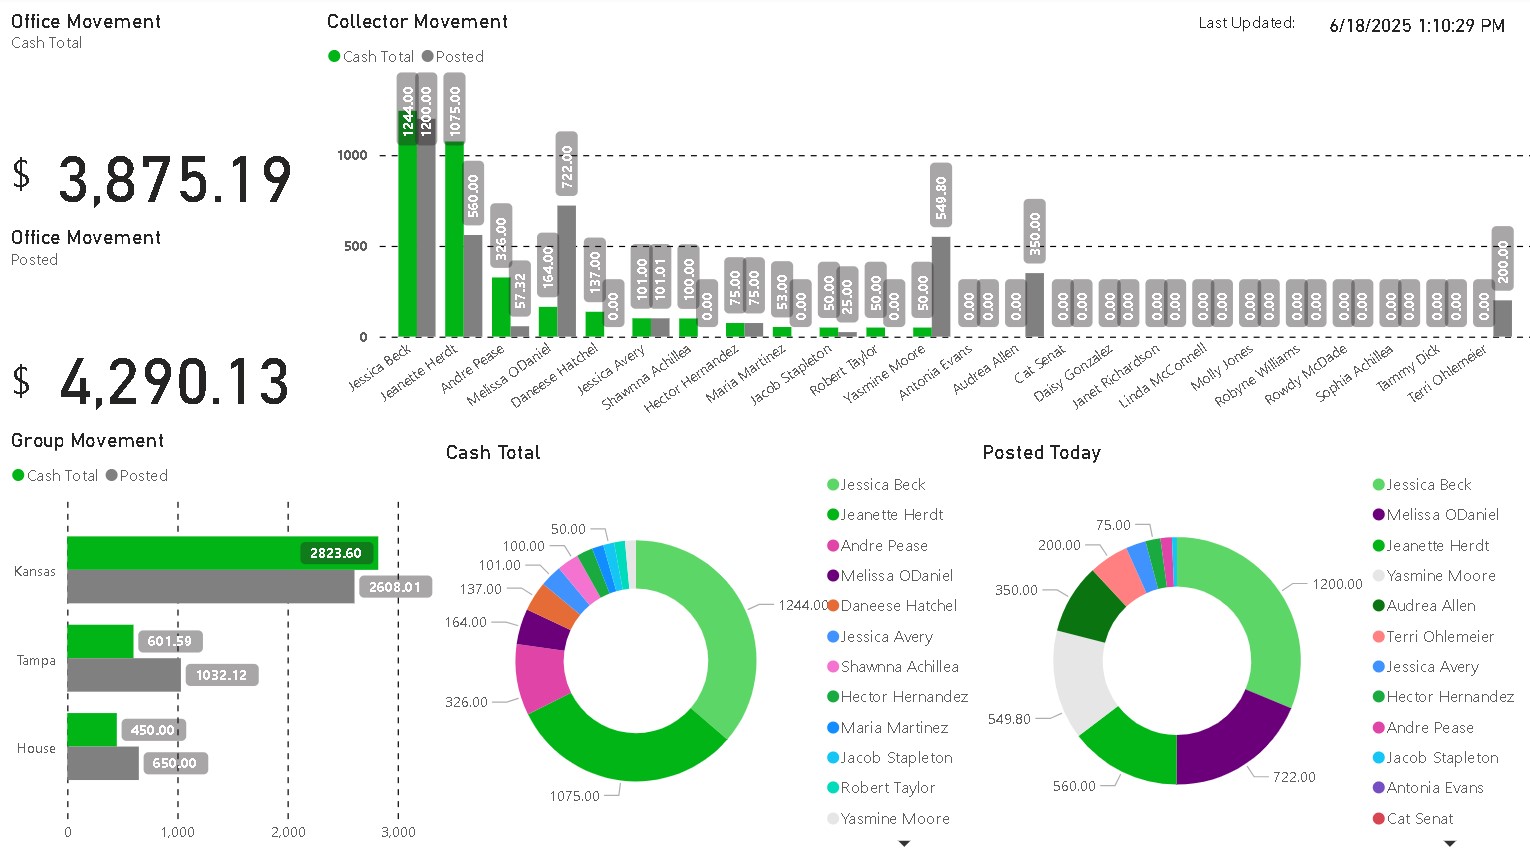 Office Movement
Cash Total
$ 3,875.19
Office Movement
Posted
$ 4,290.13
Collector Movement
Cash Total Posted
Last Updated: 6/18/2025 1:10:29 PM
1000
500
0
1244.00 1200.00 1075.00 560.00 326.00 57.32 164.00 722.00 137.00 0.00 101.00 101.01 100.00 0.00 75.00 75.00 53.00 0.00 50.00 25.00 50.00 0.00 50.00 549.80 0.00 0.00 0.00 350.00 0.00 0.00 0.00 0.00 0.00 0.00 0.00 0.00 0.00 0.00 0.00 0.00 0.00 0.00 0.00 0.00 0.00 0.00 0.00 200.00
Jessica Beck
Jeanette Herdt
Andre Pease
Melissa ODaniel
Daneese Hatchel
Jessica Avery
Shawnna Achillea
Hector Hernandez
Maria Martinez
Jacob Stapleton
Robert Taylor
Yasmine Moore
Antonia Evans
Audrea Allen
Cat Senat
Daisy Gonzalez
Janet Richardson
Linda McConnell
Molly Jones
Robyne Williams
Rowdy McDade
Sophia Achillea
Tammy Dick
Terri Ohlemeier
Group Movement
Cash Total Posted
Kansas
2823.60
2608.01
Tampa
601.59
1032.12
House
450.00
650.00
0 1,000 2,000 3,000
Cash Total
50.00
100.00
101.00
137.00
164.00
326.00
1075.00
1244.00
Jessica Beck
Jeanette Herdt
Andre Pease
Melissa ODaniel
Daneese Hatchel
Jessica Avery
Shawnna Achillea
Hector Hernandez
Maria Martinez
Jacob Stapleton
Robert Taylor
Yasmine Moore
Posted Today
75.00
200.00
350.00
549.80
560.00
722.00
1200.00
Jessica Beck
Melissa ODaniel
Jeanette Herdt
Yasmine Moore
Audrea Allen
Terri Ohlemeier
Jessica Avery
Hector Hernandez
Andre Pease
Jacob Stapleton
Antonia Evans
Cat Senat